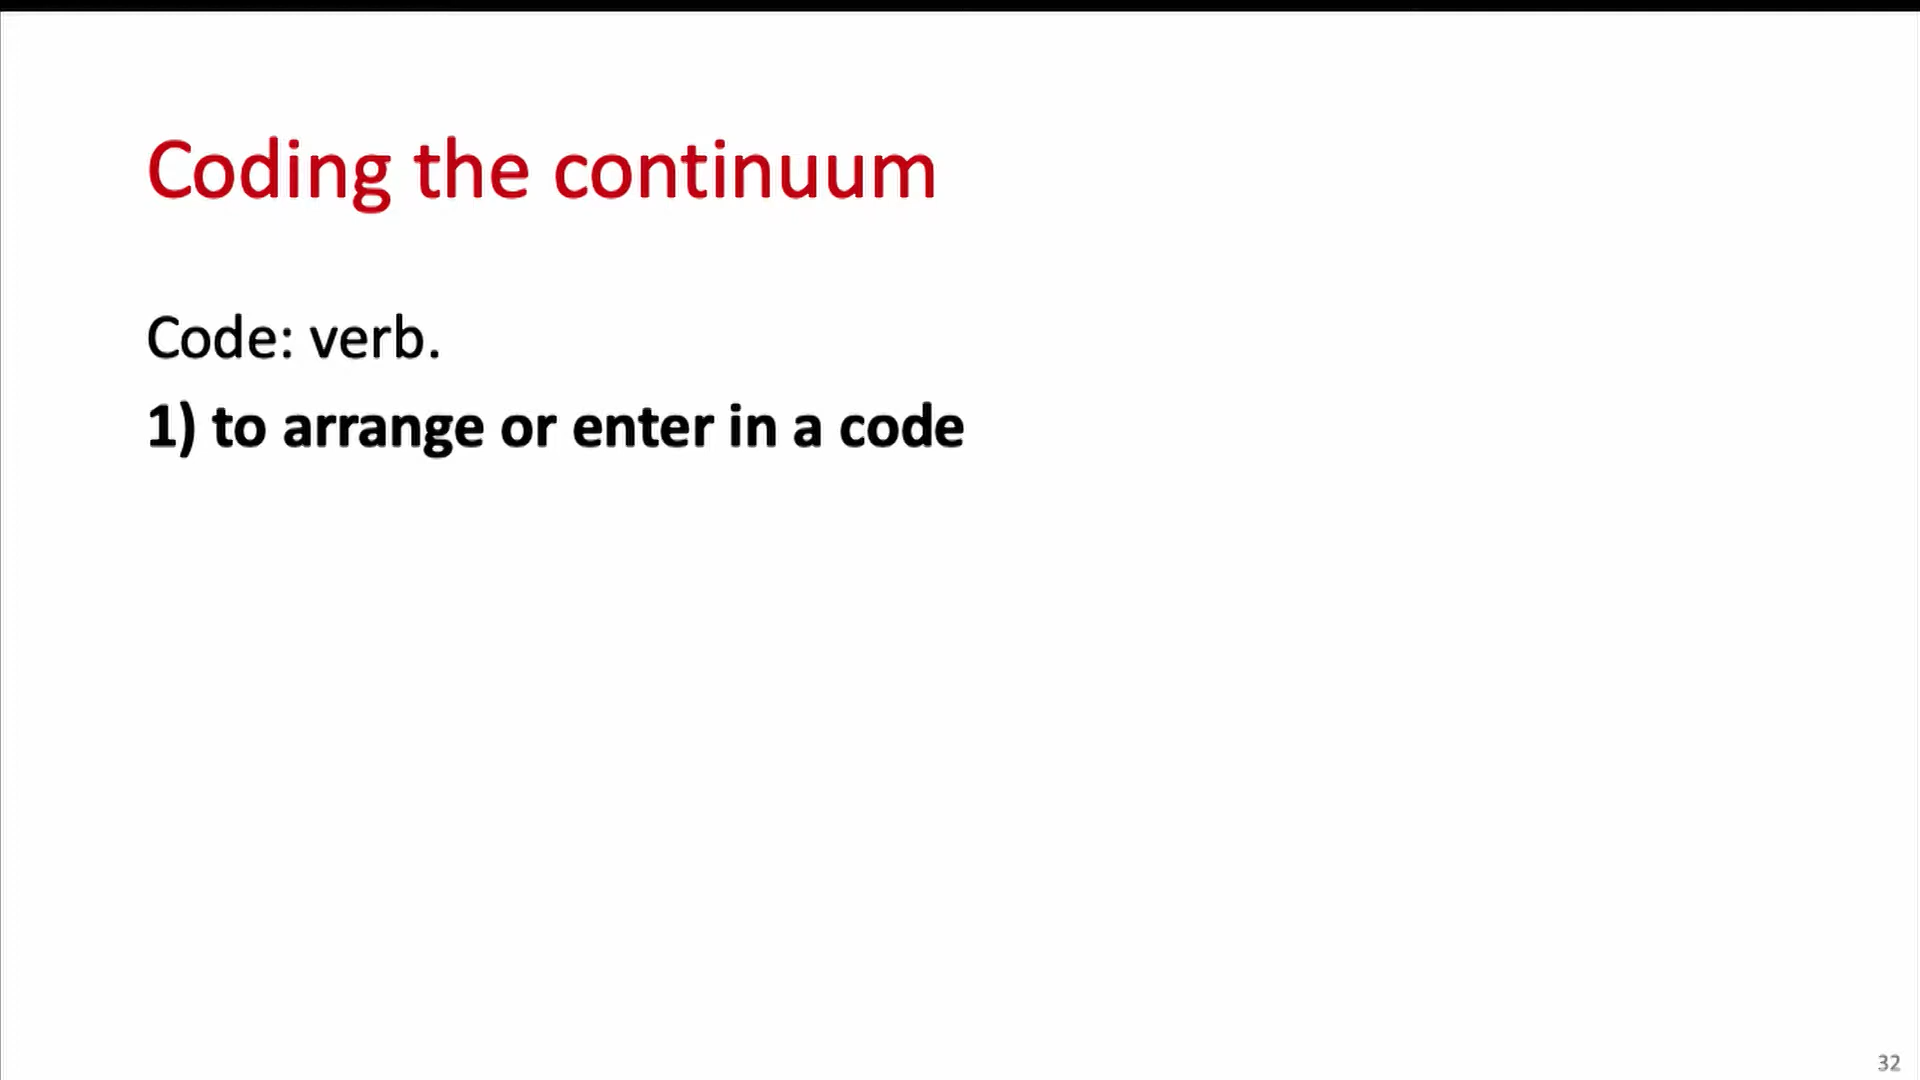 Coding the continuum
Code: verb.
1) to arrange or enter in a code
32